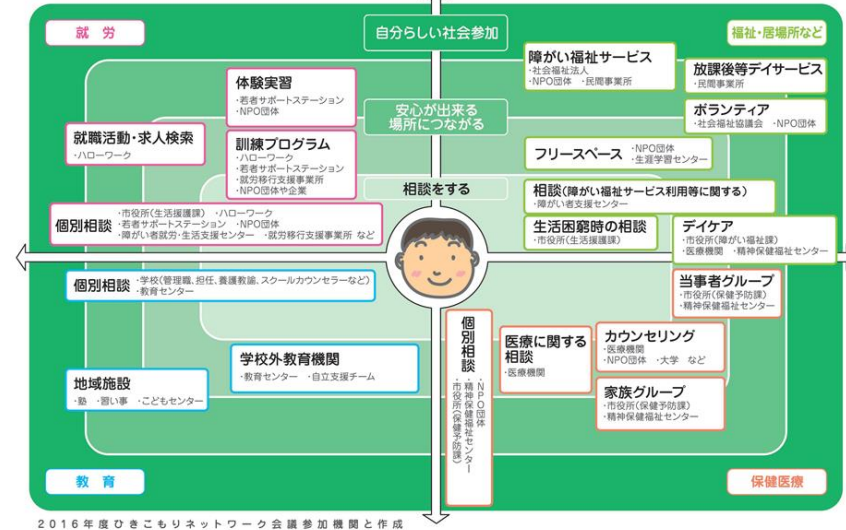 就 労
自分らしい社会参加
福祉・居場所など
障がい福祉サービス
・社会福祉法人
・NPO団体 ・民間事業所
放課後等デイサービス
・民間事業所
体験実習
・若者サポートステーション
・NPO団体
安心が出来る
場所につながる
ボランティア
・社会福祉協議会 ・NPO団体
就職活動・求人検索
・ハローワーク
訓練プログラム
・ハローワーク
・若者サポートステーション
・就労移行支援事業所
・NPO団体や企業
フリースペース
・NPO団体
・生涯学習センター
相談をする
相談(障がい福祉サービス利用等に関する)
・障がい者支援センター
個別相談
・市役所(生活援護課) ・ハローワーク
・若者サポートステーション ・NPO団体
・障がい者就労・生活支援センター ・就労移行支援事業所 など
生活困窮時の相談
・市役所(生活援護課)
デイケア
・市役所(障がい福祉課)
・医療機関 ・精神保健福祉センター
個別相談
・学校(管理職、担任、養護教諭、スクールカウンセラーなど)
・教育センター
当事者グループ
・市役所(保健予防課)
・精神保健福祉センター
個別相談
・NPO団体
・精神保健福祉センター
・市役所(保健予防課)
医療に関する
相談
・医療機関
カウンセリング
・医療機関
・NPO団体 ・大学 など
学校外教育機関
・教育センター ・自立支援チーム
地域施設
・塾 ・習い事 ・こどもセンター
家族グループ
・市役所(保健予防課)
・精神保健福祉センター
教 育
保健医療
2016年度ひきこもりネットワーク会議参加機関と作成